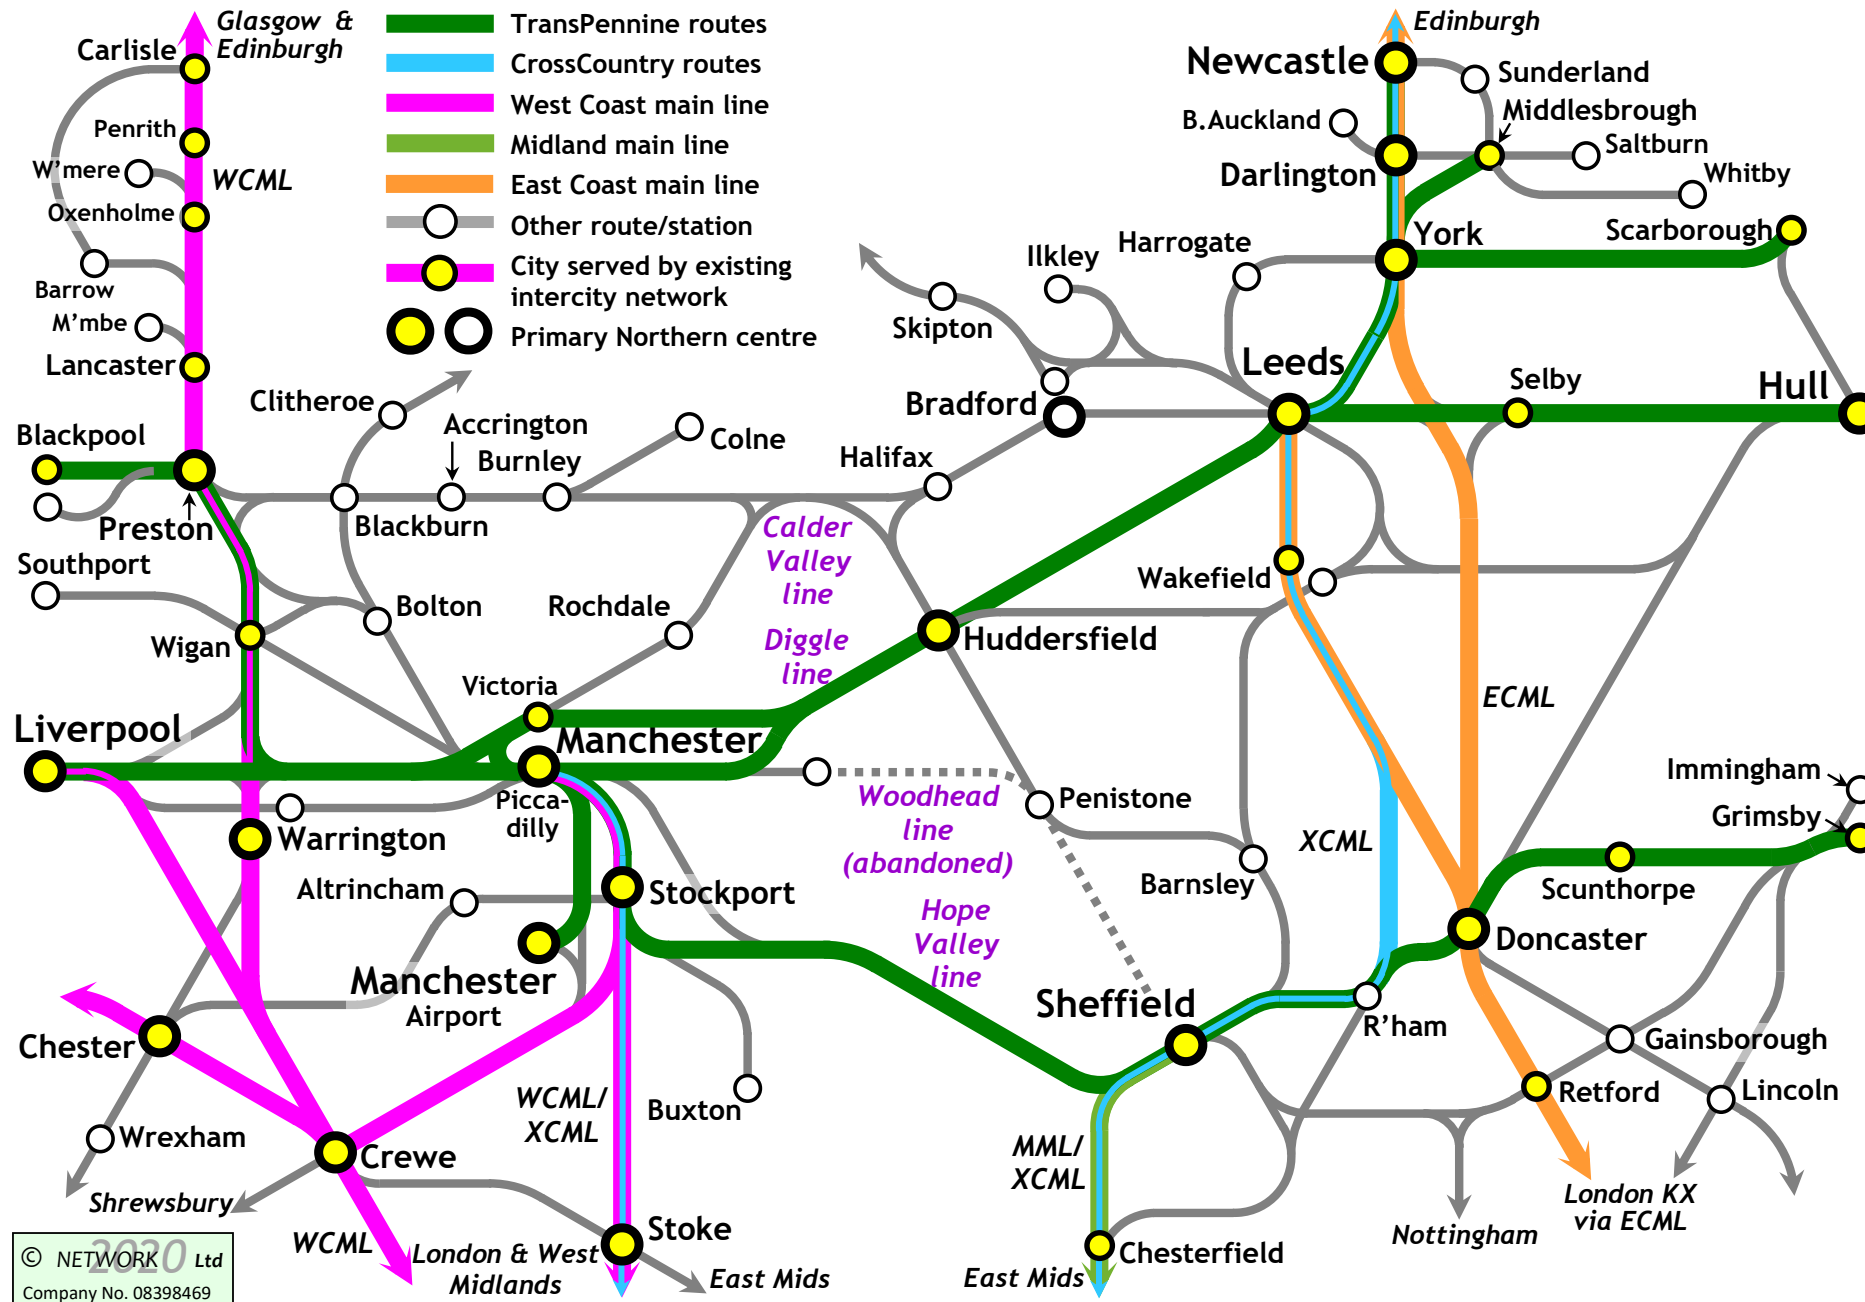 Glasgow &
Edinburgh
Carlisle
Penrith
W'mere
WCML
Oxenholme
Barrow
M'mbe
Lancaster
TransPennine routes
CrossCountry routes
West Coast main line
Midland main line
East Coast main line
Other route/station
City served by existing
intercity network
Primary Northern centre
Edinburgh
Newcastle
Sunderland
Middlesbrough
B.Auckland
Saltburn
Darlington
Whitby
York
Scarborough
Harrogate
Ilkley
Skipton
Leeds
Selby
Hull
Bradford
Clitheroe
Accrington
Burnley
Colne
Halifax
Blackpool
Preston
Blackburn
Southport
Bolton
Rochdale
Wigan
Calder
Valley
line
Diggle
line
Wakefield
Huddersfield
Victoria
Liverpool
Manchester
Picca-
dilly
ECML
Immingham
Grimsby
Woodhead
line
(abandoned)
Penistone
XCML
Warrington
Altrincham
Stockport
Barnsley
Scunthorpe
Hope
Valley
line
Doncaster
Manchester
Airport
Sheffield
R'ham
Chester
Gainsborough
Retford
Lincoln
WCML/
XCML
Buxton
Wrexham
Crewe
MML/
XCML
Shrewsbury
London KX
via ECML
Nottingham
Stoke
WCML
London & West
Midlands
East Mids
East Mids
Chesterfield
© NETWORK 2020 Ltd
Company No. 08398469